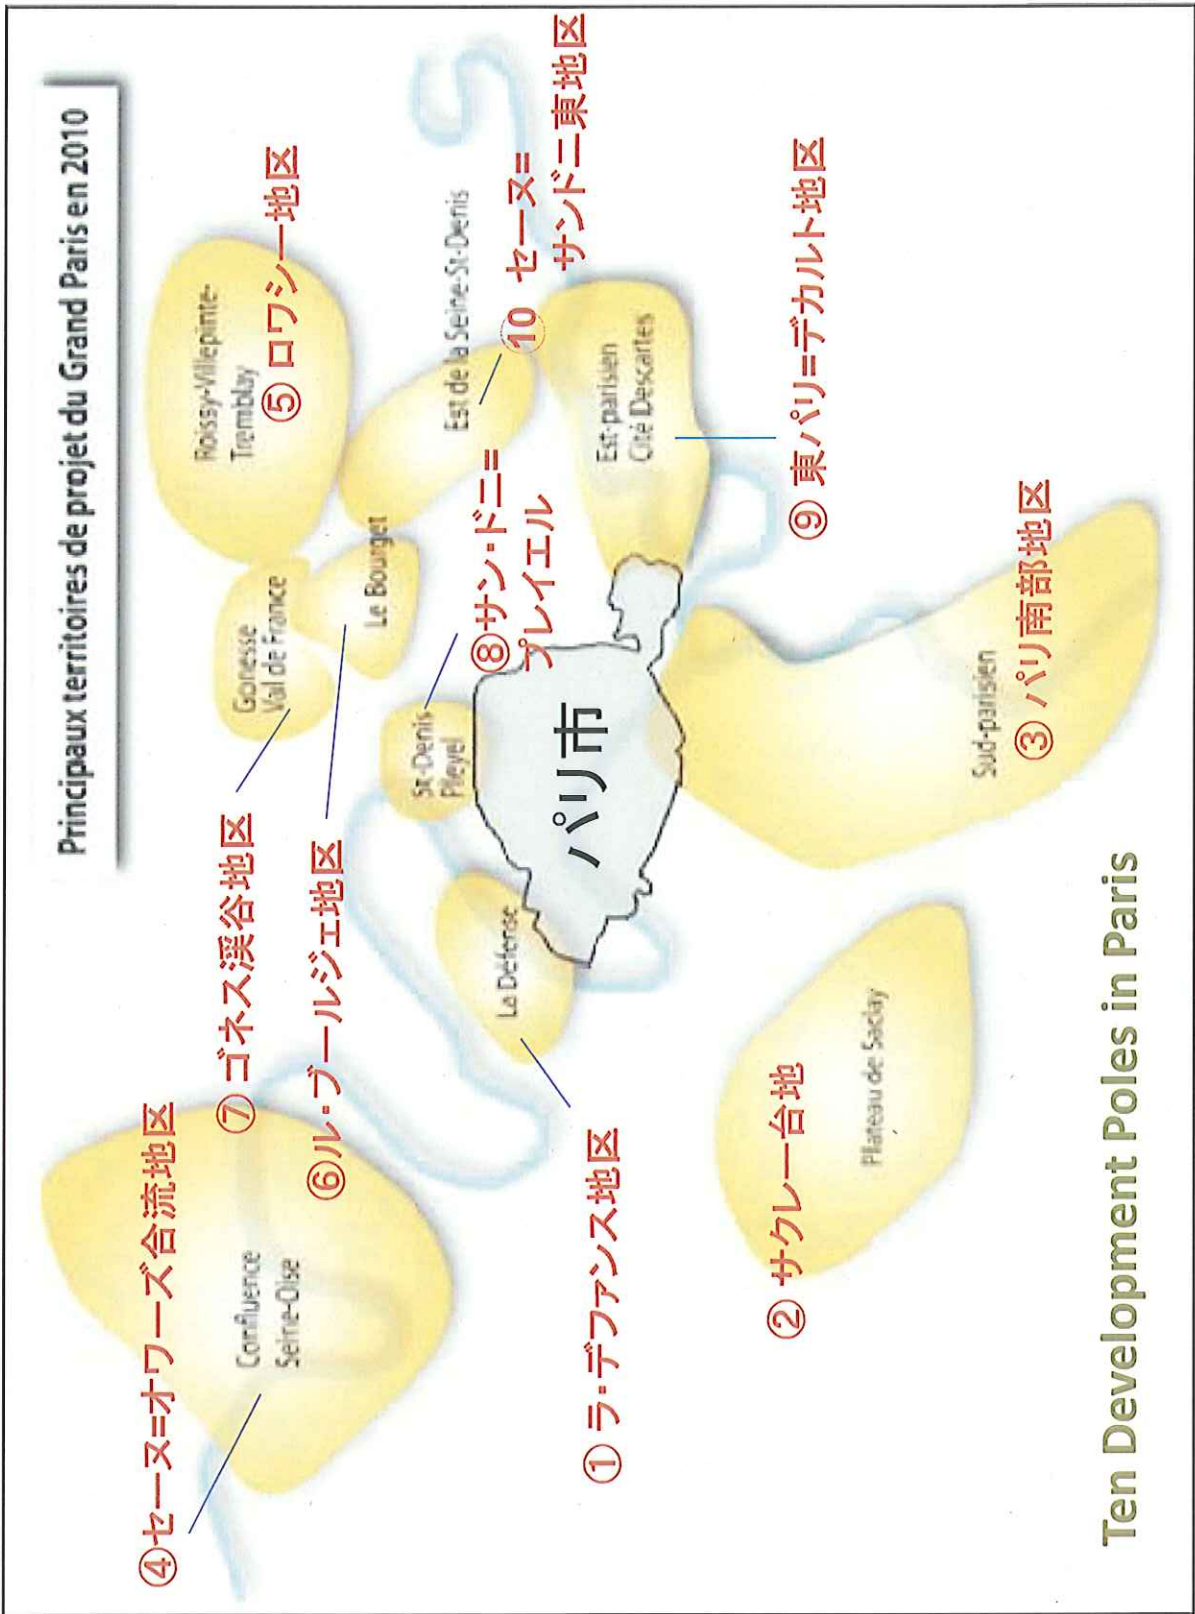 Principaux territoires de projet du Grand Paris en 2010
④セーヌ=オワーズ合流地区
Confluence
Seine-Oise
⑦ ゴネス渓谷地区
Gonesse
Val de France
Roissy-Villepinte-
Tremblay
⑤ ロワシー地区
⑥ル・ブールジェ地区
Le Bourget
Est de la Seine-St-Denis
⑩ セーヌ=
サンドニ東地区
St-Denis
Pleyel
⑧サン・ドニ=
プレイエル
La Défense
パリ市
Est-parisien
Cité Descartes
① ラ・デファンス地区
⑨ 東パリ=デカルト地区
② サクレー台地
Plateau de Saclay
Sud-parisien
③ パリ南部地区
Ten Development Poles in Paris